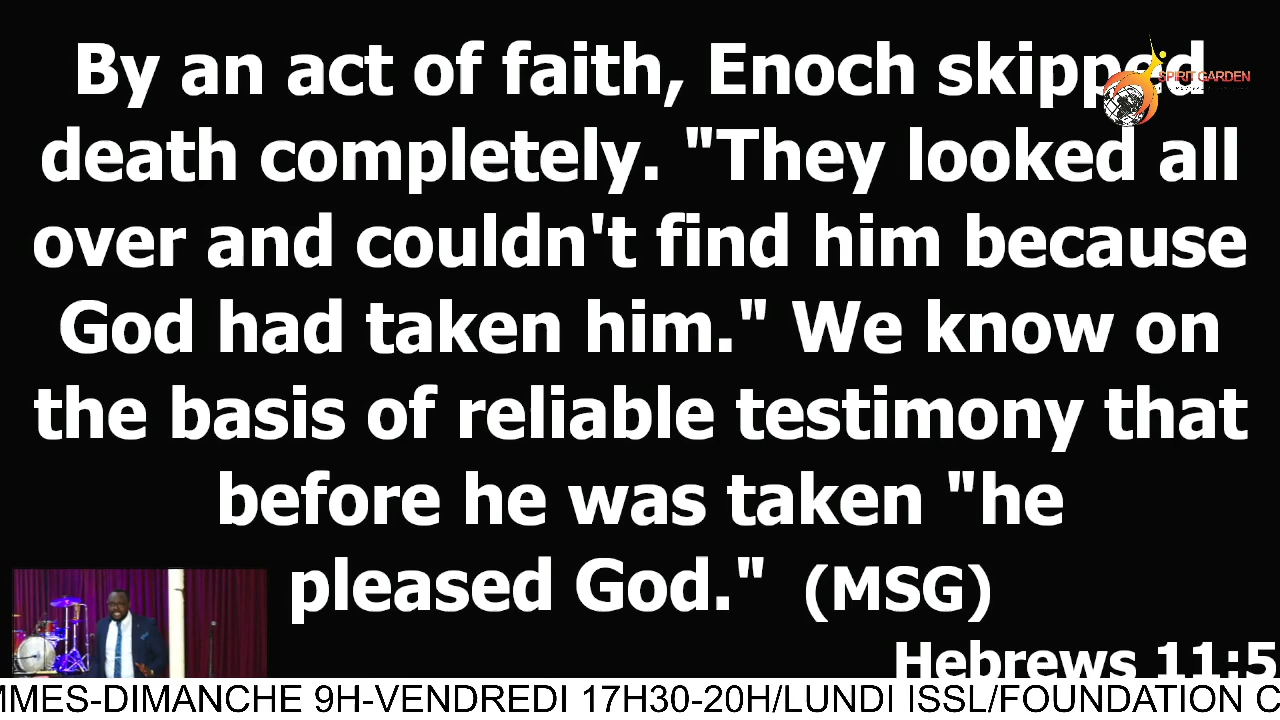 By an act of faith, Enoch skipped
death completely. "They looked all
over and couldn't find him because
God had taken him." We know on
the basis of reliable testimony that
before he was taken "he
pleased God." (MSG)
Hebrews 11:5
SPIRIT GARDEN
MMES-DIMANCHE 9H-VENDREDI 17H30-20H/LUNDI ISSL/FOUNDATION C